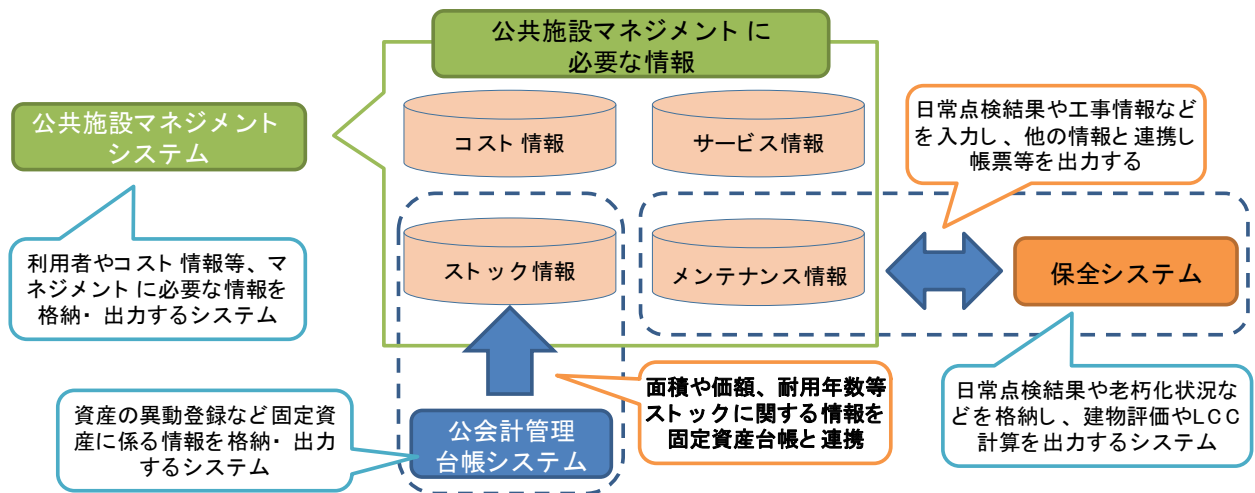 公共施設マネジメントに
必要な情報
公共施設マネジメント
システム
コスト情報
サービス情報
日常点検結果や工事情報など
を入力し、他の情報と連携し
帳票等を出力する
利用者やコスト情報等、マ
ネジメントに必要な情報を
格納・出力するシステム
ストック情報
メンテナンス情報
保全システム
資産の異動登録など固定資
産に係る情報を格納・出力
するシステム
公会計管理
台帳システム
面積や価額、耐用年数等
ストックに関する情報を
固定資産台帳と連携
日常点検結果や老朽化状況な
どを格納し、建物評価やLCC
計算を出力するシステム